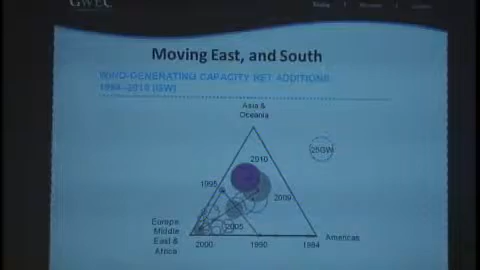 GWEC
Moving East, and South
WIND-GENERATING CAPACITY NET ADDITIONS,
1984–2010 (GW)
Asia &
Oceania
25GW
2010
1995
2009
Europe,
Middle
East &
Africa
2005
Americas
2000
1990
1984